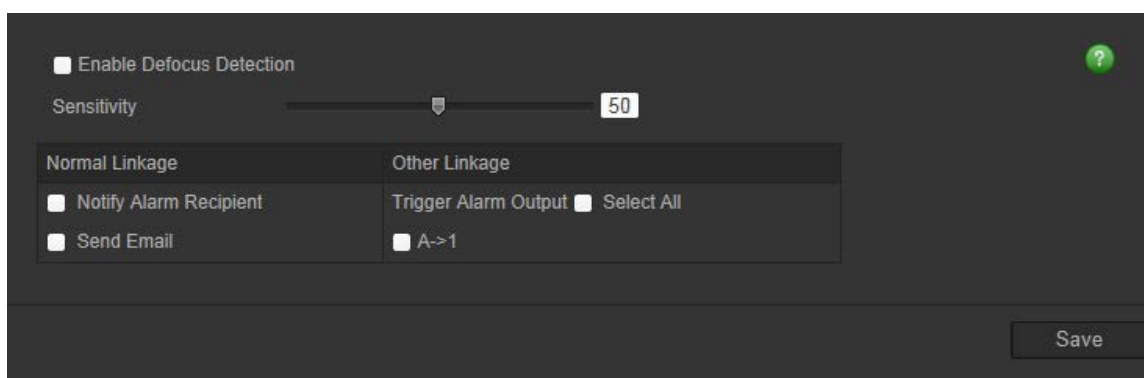 Enable Defocus Detection
?
Sensitivity 50
Normal Linkage Other Linkage
Notify Alarm Recipient Trigger Alarm Output Select All
Send Email A->1
Save